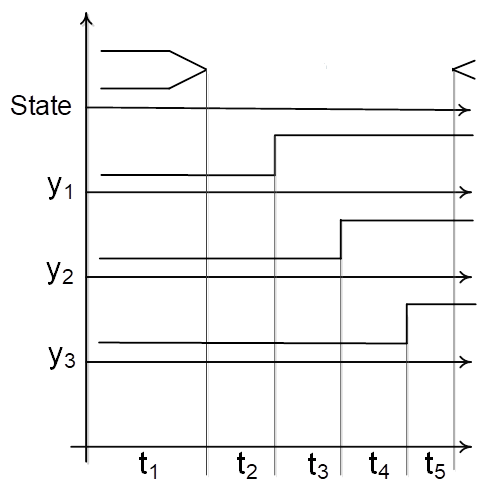 State
y₁
y₂
y₃
t₁ t₂ t₃ t₄ t₅